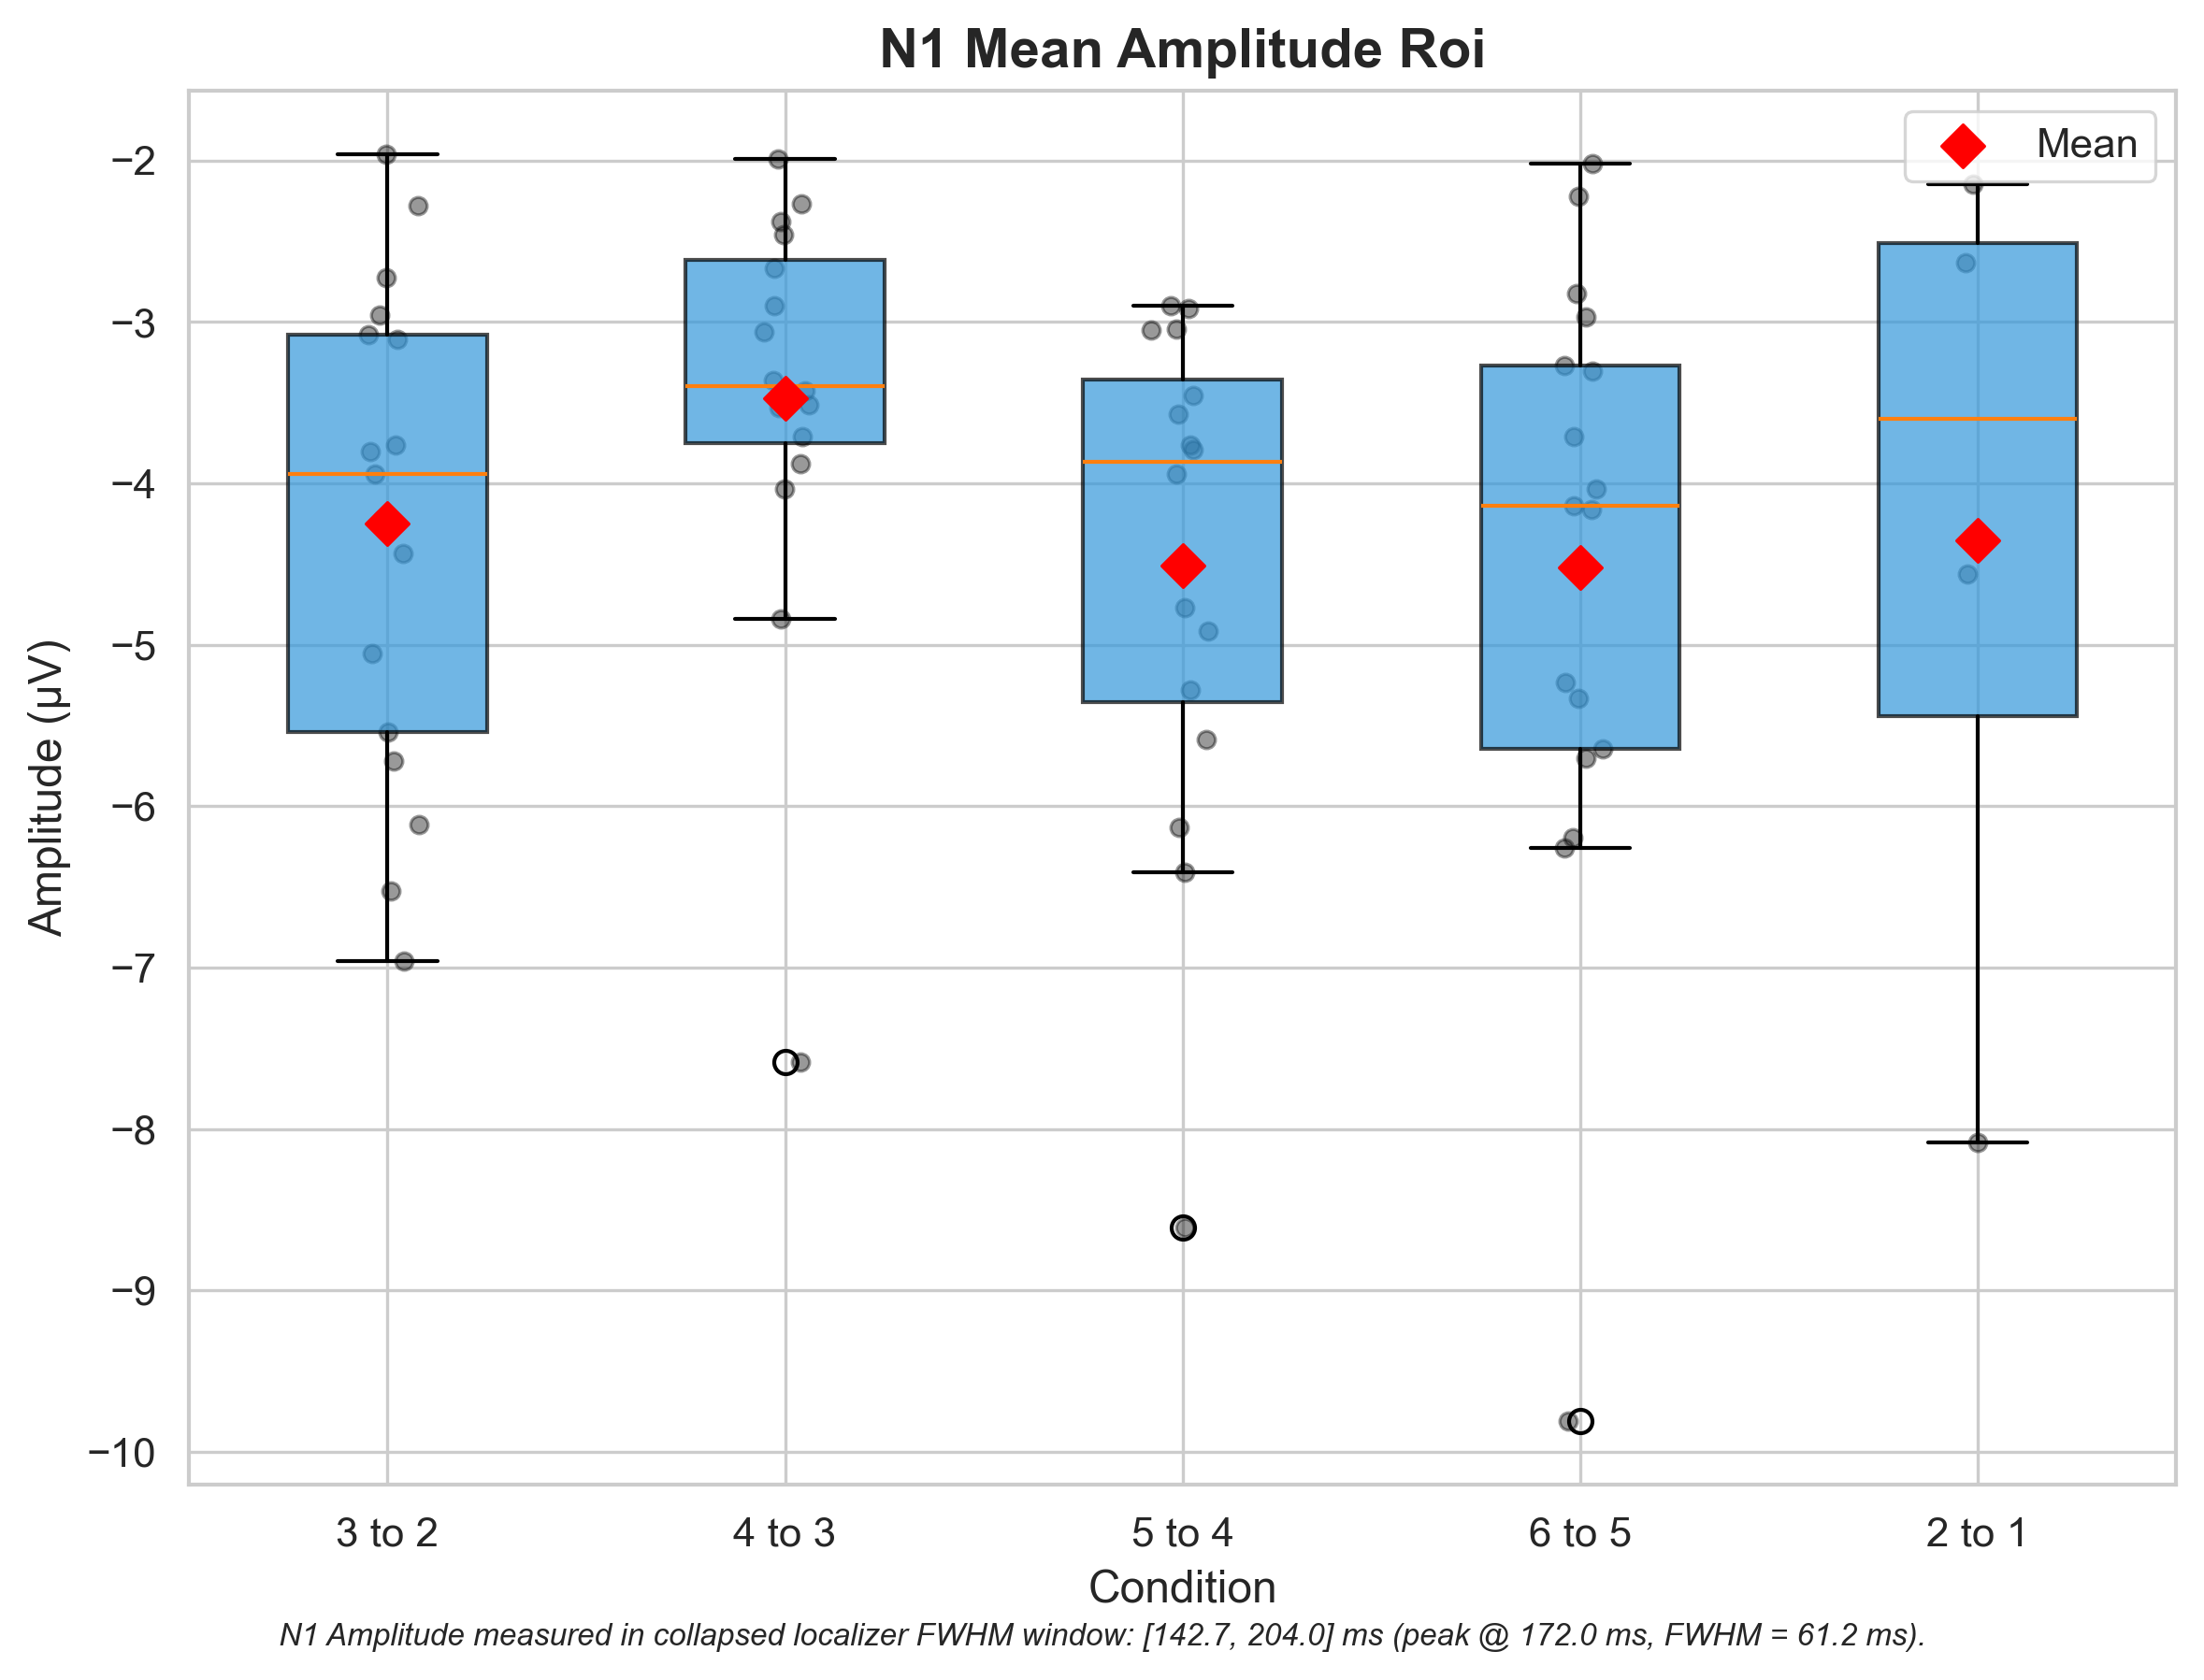 N1 Mean Amplitude Roi
Mean
−2
−3
−4
−5
−6
−7
−8
−9
−10
Amplitude (µV)
3 to 2
4 to 3
5 to 4
6 to 5
2 to 1
Condition
N1 Amplitude measured in collapsed localizer FWHM window: [142.7, 204.0] ms (peak @ 172.0 ms, FWHM = 61.2 ms).